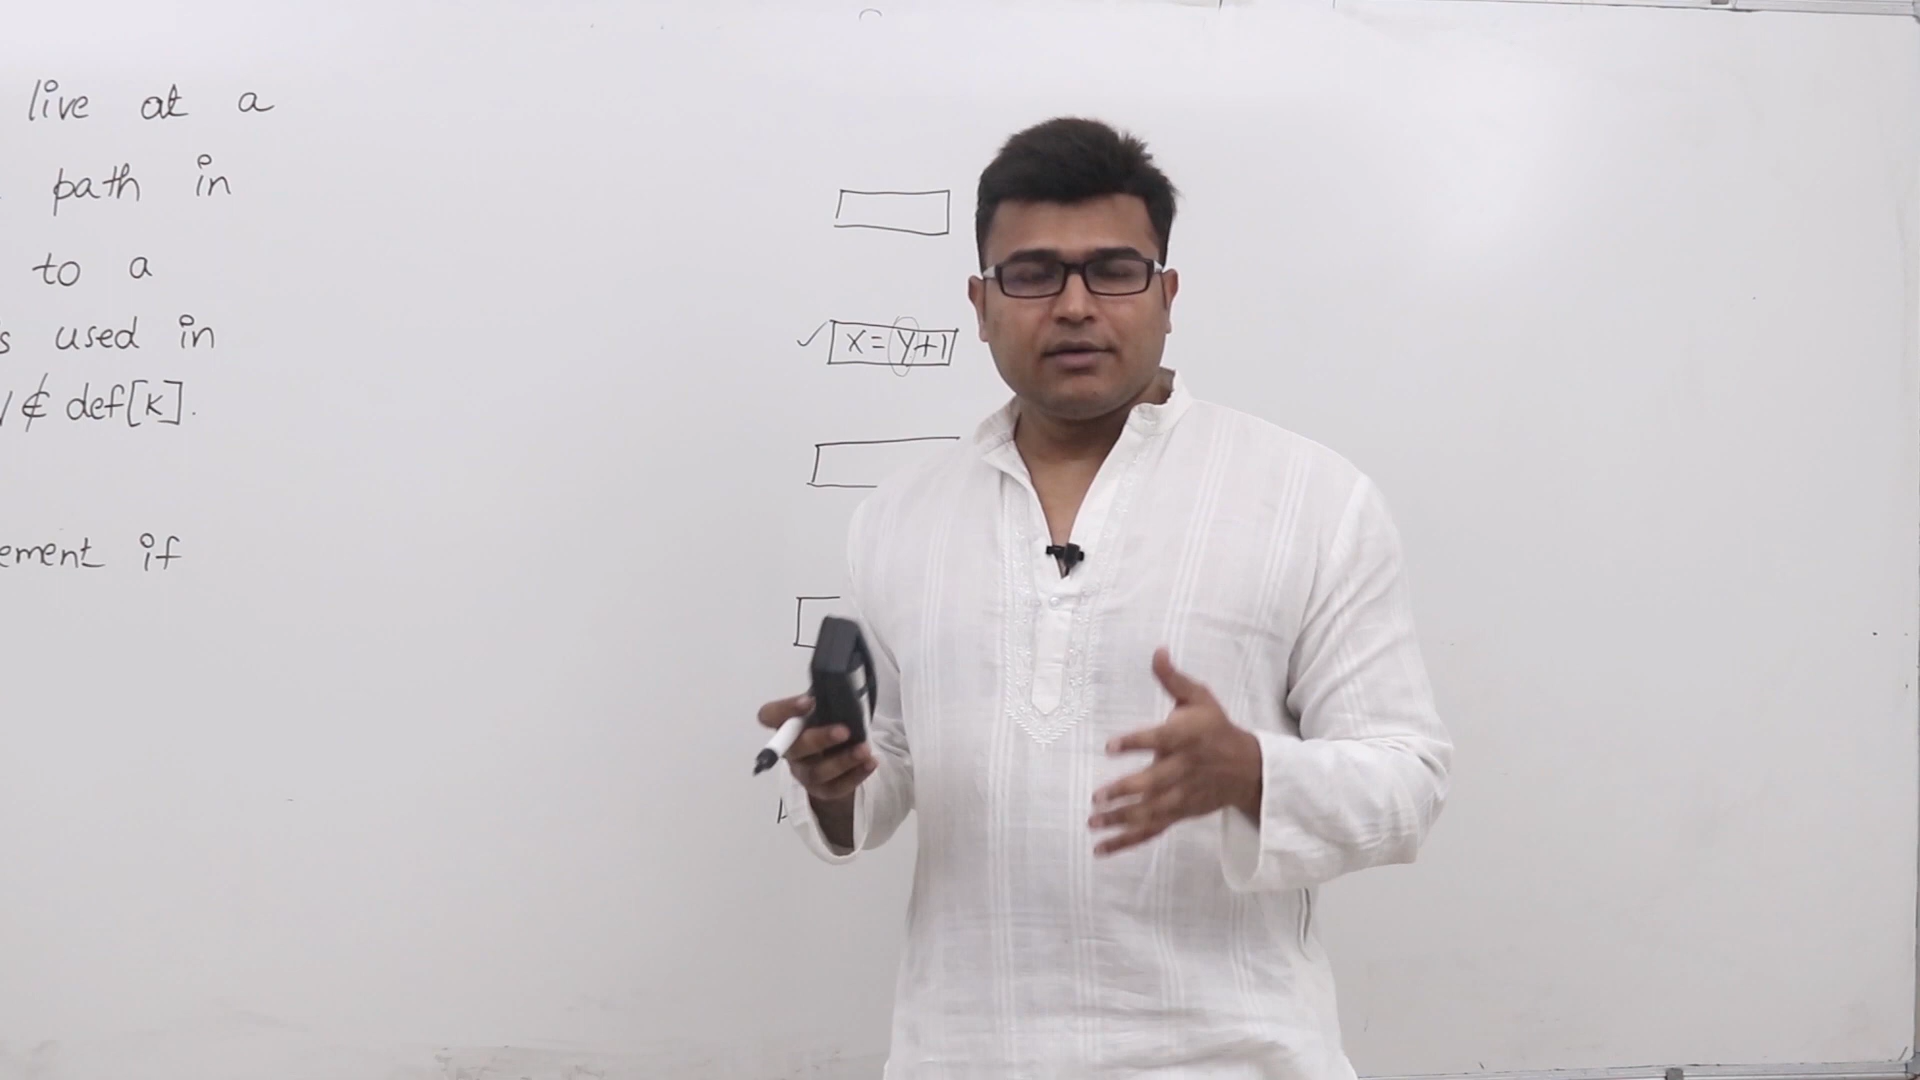 live at a
path in
to a
s used in
∉ def[k].
ement if
x = y+1